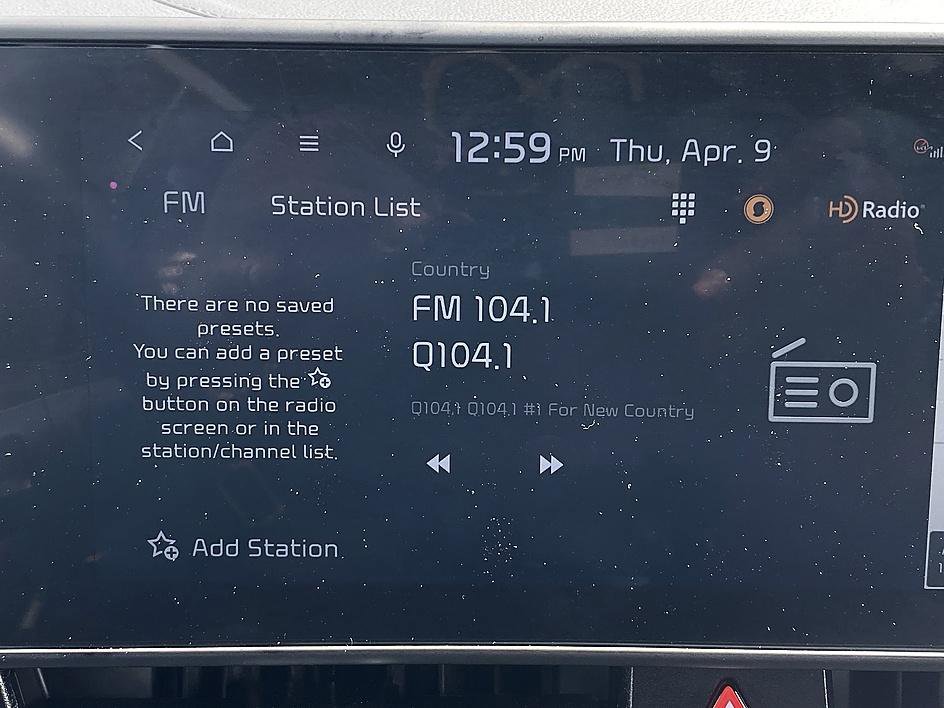 12:59 PM Thu, Apr. 9
FM Station List HD Radio
There are no saved
presets.
You can add a preset
by pressing the
button on the radio
screen or in the
station/channel list.
Add Station
Country
FM 104.1
Q104.1
Q104.1 Q104.1 #1 For New Country